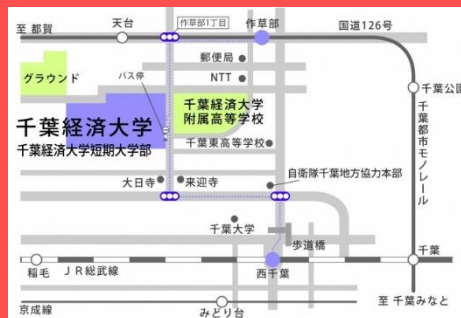 至 都賀
天台
作草部1丁目
作草部
国道126号
郵便局
NTT
グラウンド
バス停
千葉公園
千葉経済大学
附属高等学校
千葉経済大学
千葉経済大学短期大学部
千葉東高等学校
千葉都市モノレール
大日寺
来迎寺
自衛隊千葉地方協力本部
千葉大学
歩道橋
稲毛
JR総武線
西千葉
千葉
京成線
みどり台
至 千葉みなと